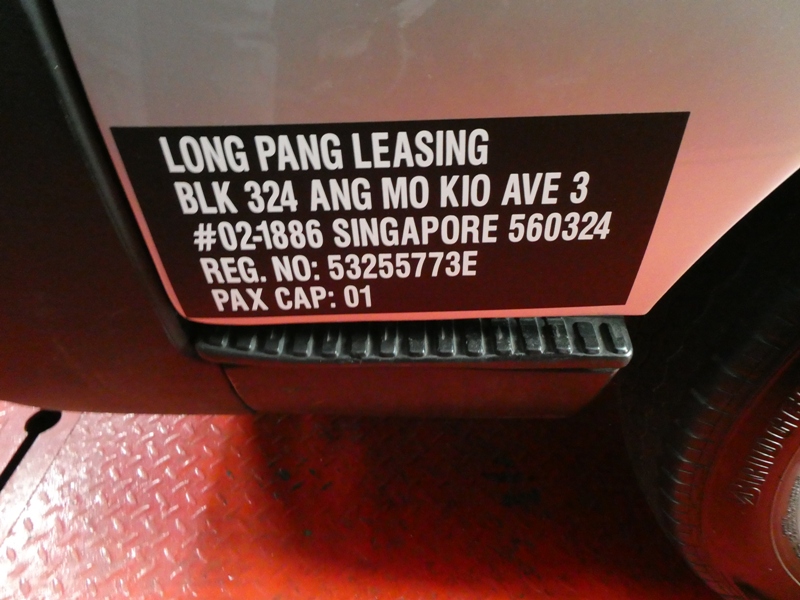 LONG PANG LEASING
BLK 324 ANG MO KIO AVE 3
#02-1886 SINGAPORE 560324
REG. NO: 53255773E
PAX CAP: 01